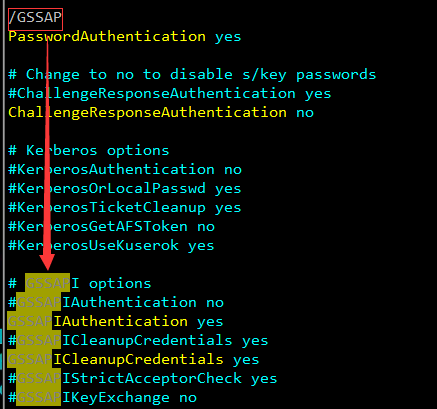 /GSSAP
PasswordAuthentication yes
# Change to no to disable s/key passwords
#ChallengeResponseAuthentication yes
ChallengeResponseAuthentication no
# Kerberos options
#KerberosAuthentication no
#KerberosOrLocalPasswd yes
#KerberosTicketCleanup yes
#KerberosGetAFSToken no
#KerberosUseKuserok yes
# GSSAPI options
#GSSAPIAuthentication no
GSSAPIAuthentication yes
#GSSAPICleanupCredentials yes
GSSAPICleanupCredentials yes
#GSSAPIStrictAcceptorCheck yes
#GSSAPIKeyExchange no